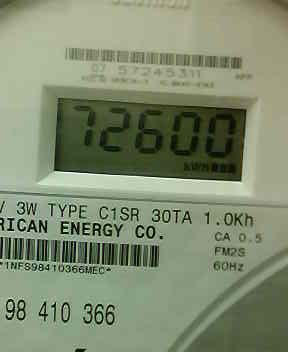 07 57245311
72600
V 3W TYPE C1SR 30TA 1.0Kh
RICAN ENERGY CO.
CA 0.5
FM2S
*1NFS98410366MEC*
60Hz
98 410 366